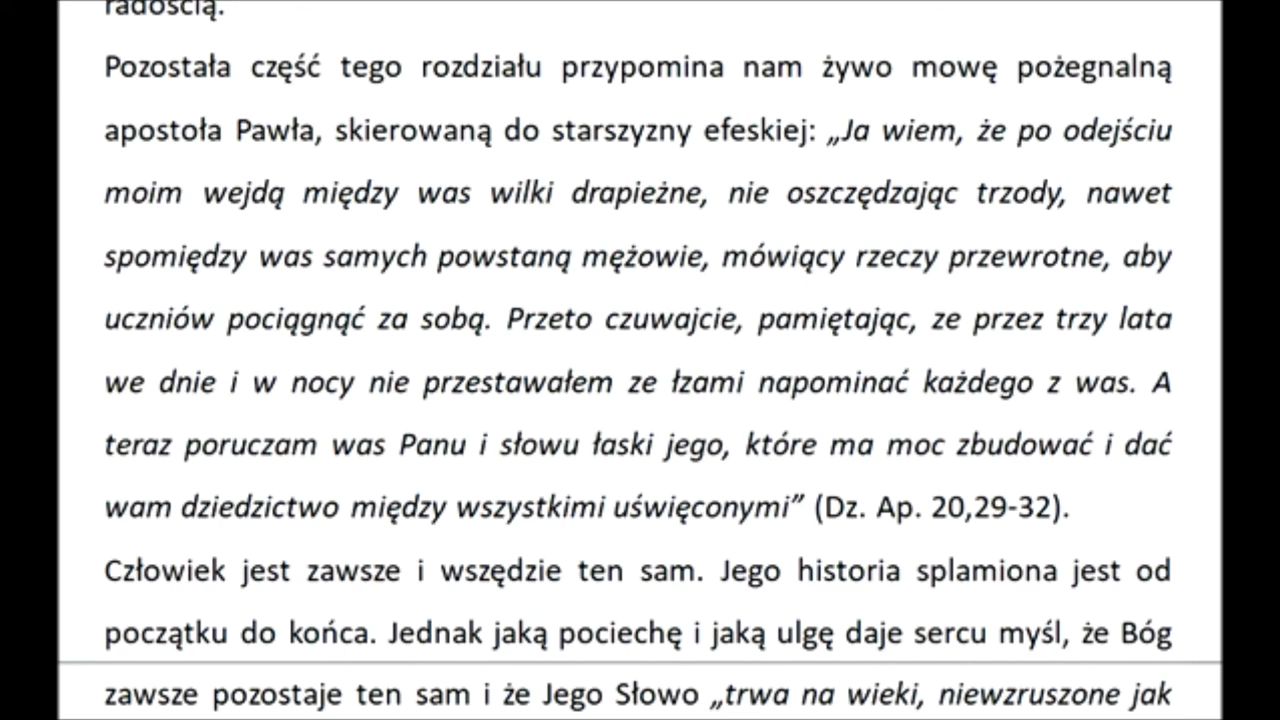 radością.
Pozostała część tego rozdziału przypomina nam żywo mowę pożegnalną
apostoła Pawła, skierowaną do starszyzny efeskiej: „Ja wiem, że po odejściu
moim wejdą między was wilki drapieżne, nie oszczędzając trzody, nawet
spomiędzy was samych powstaną mężowie, mówiący rzeczy przewrotne, aby
uczniów pociągnąć za sobą. Przeto czuwajcie, pamiętając, ze przez trzy lata
we dnie i w nocy nie przestawałem ze łzami napominać każdego z was. A
teraz poruczam was Panu i słowu łaski jego, które ma moc zbudować i dać
wam dziedzictwo między wszystkimi uświęconymi” (Dz. Ap. 20,29-32).
Człowiek jest zawsze i wszędzie ten sam. Jego historia splamiona jest od
początku do końca. Jednak jaką pociechę i jaką ulgę daje sercu myśl, że Bóg
zawsze pozostaje ten sam i że Jego Słowo „trwa na wieki, niewzruszone jak